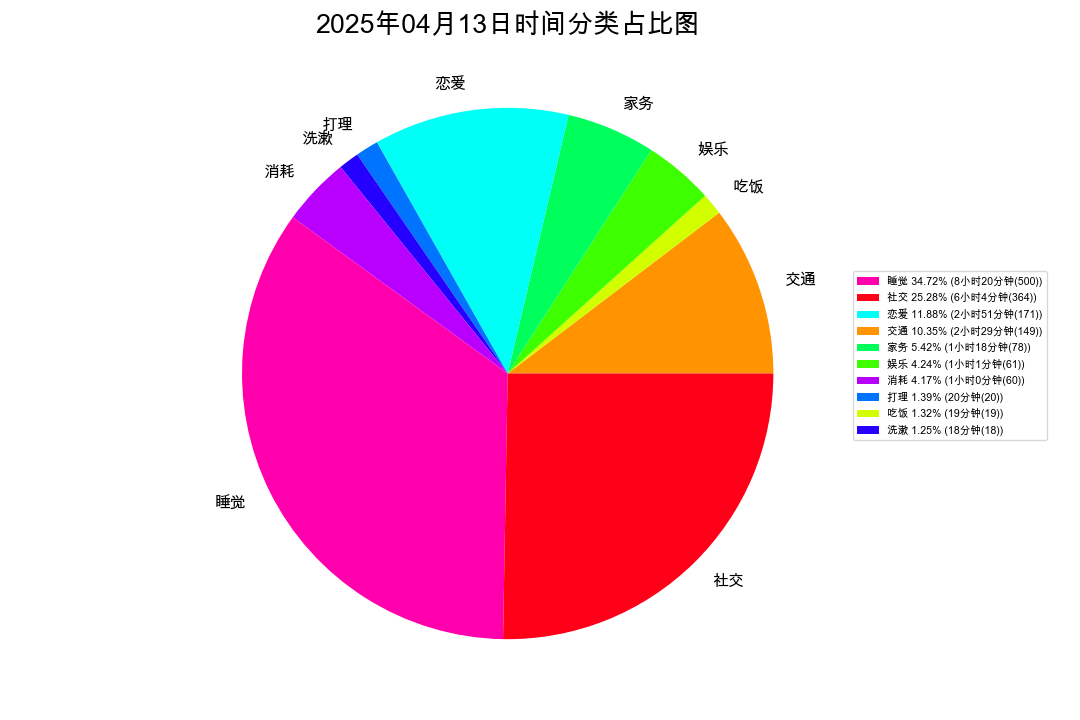 2025年04月13日时间分类占比图
恋爱
家务
打理
洗漱
娱乐
消耗
吃饭
交通
睡觉
社交
睡觉 34.72% (8小时20分钟(500))
社交 25.28% (6小时4分钟(364))
恋爱 11.88% (2小时51分钟(171))
交通 10.35% (2小时29分钟(149))
家务 5.42% (1小时18分钟(78))
娱乐 4.24% (1小时1分钟(61))
消耗 4.17% (1小时0分钟(60))
打理 1.39% (20分钟(20))
吃饭 1.32% (19分钟(19))
洗漱 1.25% (18分钟(18))